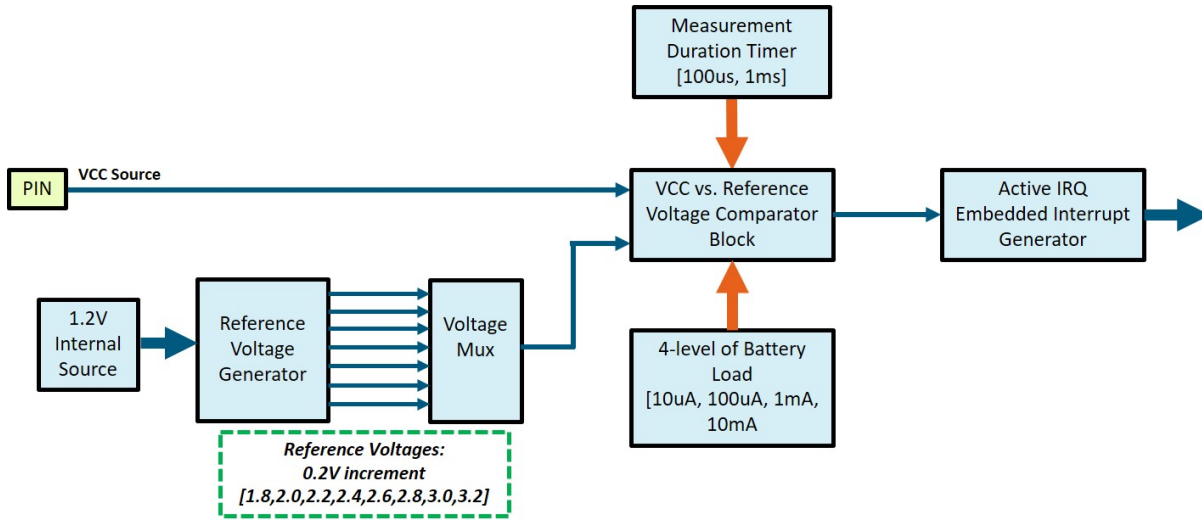 Measurement
Duration Timer
[100us, 1ms]
VCC Source
PIN
VCC vs. Reference
Voltage Comparator
Block
Active IRQ
Embedded Interrupt
Generator
1.2V
Internal
Source
Reference
Voltage
Generator
Voltage
Mux
4-level of Battery
Load
[10uA, 100uA, 1mA,
10mA
Reference Voltages:
0.2V increment
[1.8,2.0,2.2,2.4,2.6,2.8,3.0,3.2]